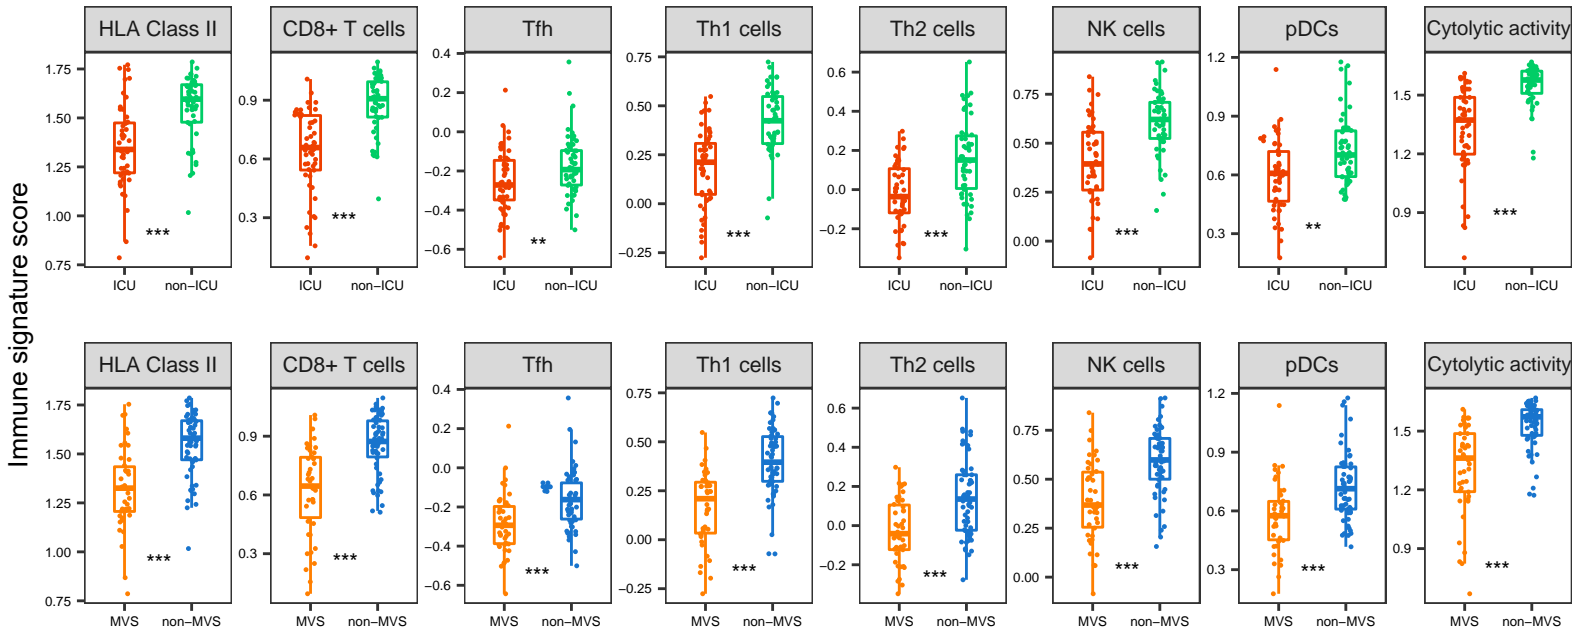 Immune signature score
HLA Class II
CD8+ T cells
Tfh
Th1 cells
Th2 cells
NK cells
pDCs
Cytolytic activity
1.75
1.50
1.25
1.00
0.75
***
ICU non−ICU
0.9
0.6
0.3
***
ICU non−ICU
0.4
0.2
0.0
−0.2
−0.4
−0.6
**
ICU non−ICU
0.75
0.50
0.25
0.00
−0.25
***
ICU non−ICU
0.6
0.4
0.2
0.0
−0.2
***
ICU non−ICU
0.75
0.50
0.25
0.00
***
ICU non−ICU
1.2
0.9
0.6
0.3
**
ICU non−ICU
1.5
1.2
0.9
***
ICU non−ICU
HLA Class II
CD8+ T cells
Tfh
Th1 cells
Th2 cells
NK cells
pDCs
Cytolytic activity
1.75
1.50
1.25
1.00
0.75
***
MVS non−MVS
0.9
0.6
0.3
***
MVS non−MVS
0.4
0.2
0.0
−0.2
−0.4
−0.6
***
MVS non−MVS
0.75
0.50
0.25
0.00
−0.25
***
MVS non−MVS
0.6
0.4
0.2
0.0
−0.2
***
MVS non−MVS
0.75
0.50
0.25
0.00
***
MVS non−MVS
1.2
0.9
0.6
0.3
***
MVS non−MVS
1.5
1.2
0.9
***
MVS non−MVS